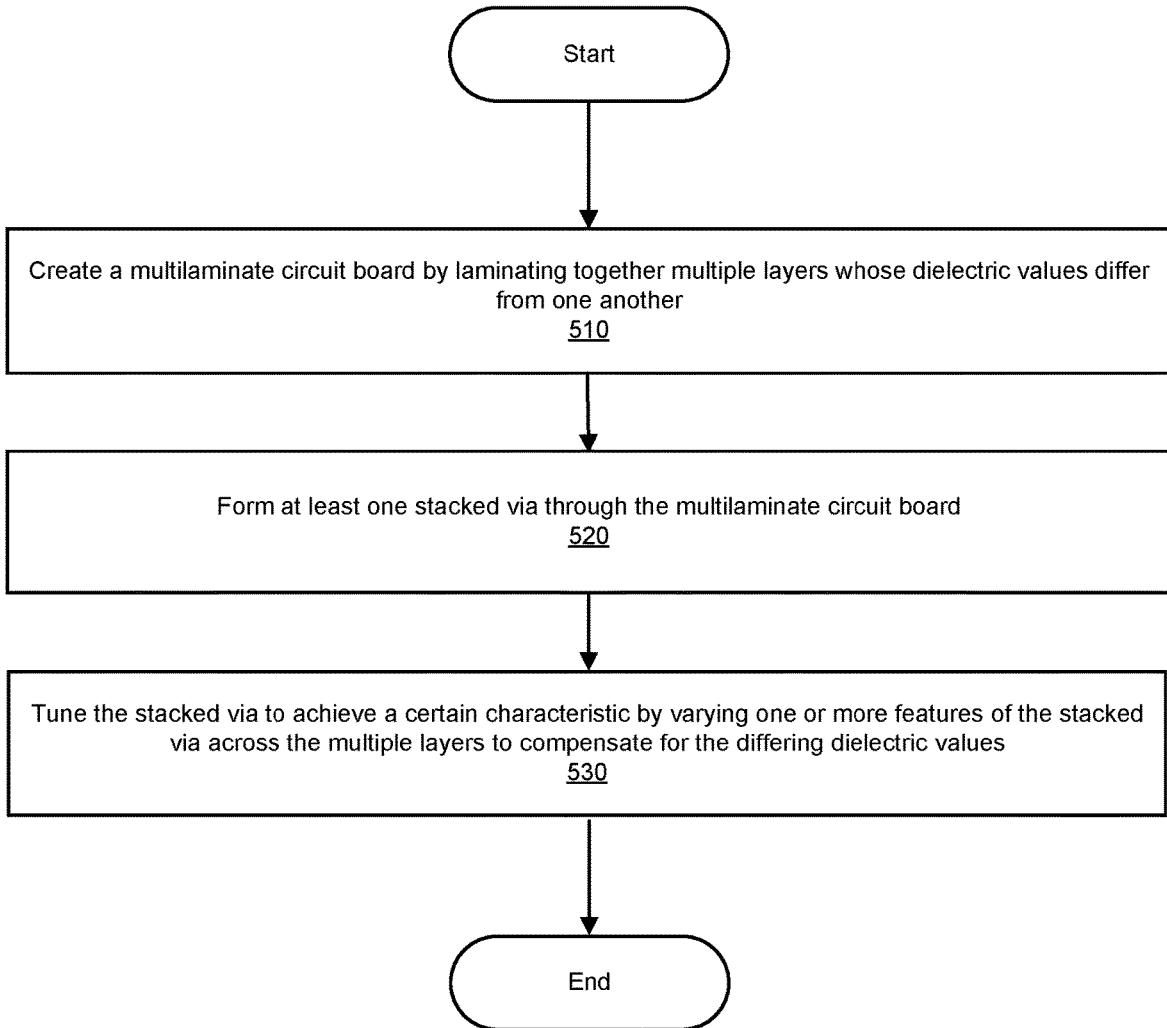 Start
Create a multilaminate circuit board by laminating together multiple layers whose dielectric values differ
from one another
510
Form at least one stacked via through the multilaminate circuit board
520
Tune the stacked via to achieve a certain characteristic by varying one or more features of the stacked
via across the multiple layers to compensate for the differing dielectric values
530
End